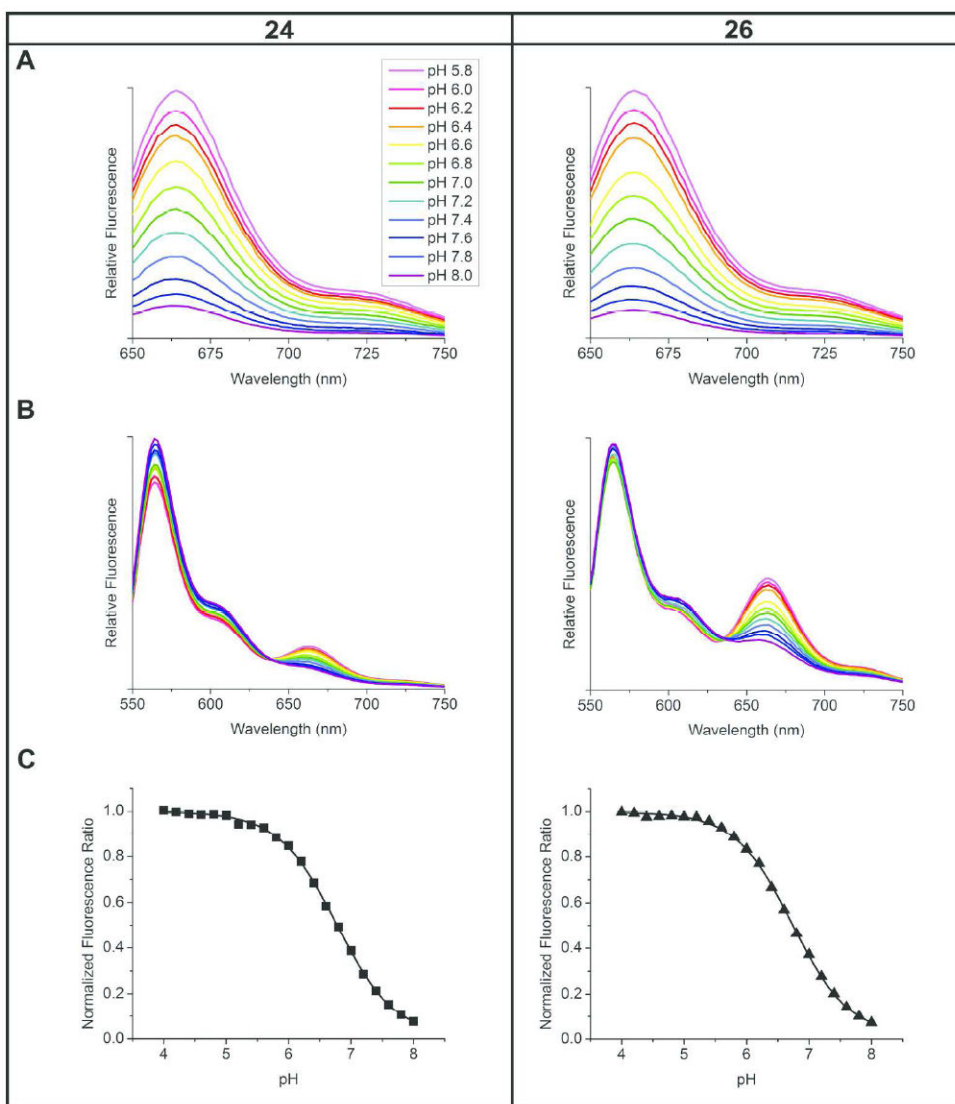 24
26
A
pH 5.8
pH 6.0
pH 6.2
pH 6.4
pH 6.6
pH 6.8
pH 7.0
pH 7.2
pH 7.4
pH 7.6
pH 7.8
pH 8.0
Relative Fluorescence
650 675 700 725 750
Wavelength (nm)
Relative Fluorescence
650 675 700 725 750
Wavelength (nm)
B
Relative Fluorescence
550 600 650 700 750
Wavelength (nm)
Relative Fluorescence
550 600 650 700 750
Wavelength (nm)
C
Normalized Fluorescence Ratio
1.0
0.8
0.6
0.4
0.2
0.0
4 5 6 7 8
pH
Normalized Fluorescence Ratio
1.0
0.8
0.6
0.4
0.2
0.0
4 5 6 7 8
pH